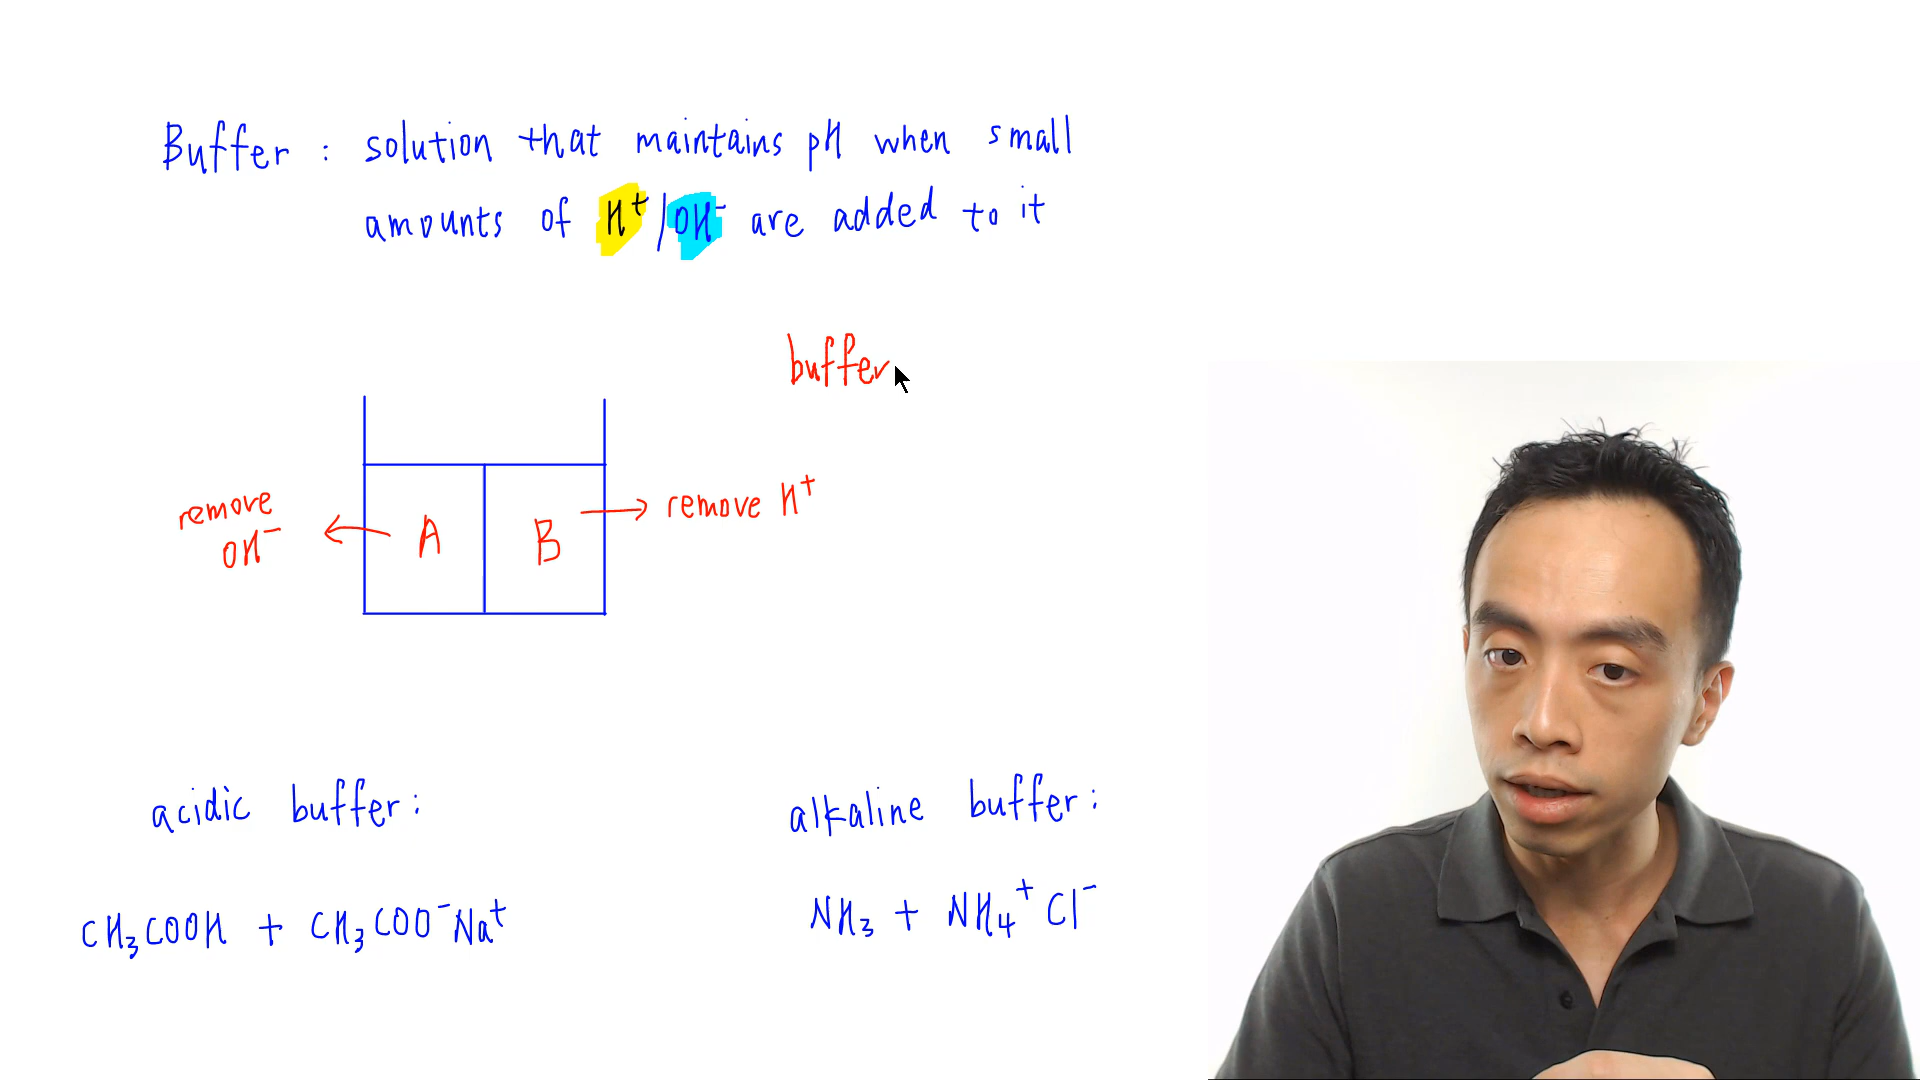 Buffer : solution that maintains pH when small
amounts of H⁺/OH⁻ are added to it
buffer
remove
OH⁻
A
B
remove H⁺
acidic buffer:
CH₃COOH + CH₃COO⁻Na⁺
alkaline buffer:
NH₃ + NH₄⁺Cl⁻